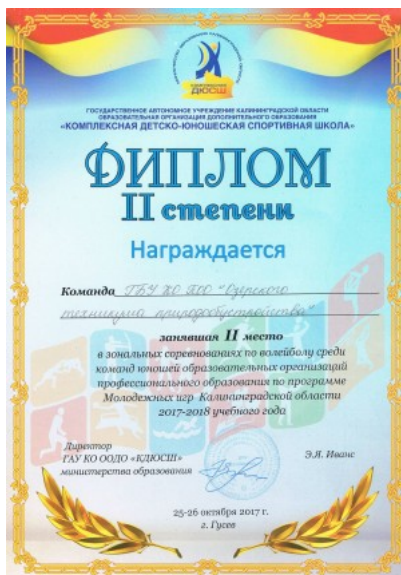 ДЮСШ
ГОСУДАРСТВЕННОЕ АВТОНОМНОЕ УЧРЕЖДЕНИЕ КАЛИНИНГРАДСКОЙ ОБЛАСТИ
ОБРАЗОВАТЕЛЬНАЯ ОРГАНИЗАЦИЯ ДОПОЛНИТЕЛЬНОГО ОБРАЗОВАНИЯ
«КОМПЛЕКСНАЯ ДЕТСКО-ЮНОШЕСКАЯ СПОРТИВНАЯ ШКОЛА»
ДИПЛОМ
II степени
Награждается
Команда ГБУ КО ПОО "Озерского
техникума природообустройства"
занявшая II место
в зональных соревнованиях по волейболу среди
команд юношей образовательных организаций
профессионального образования по программе
Молодежных игр Калининградской области
2017-2018 учебного года
Директор
ГАУ КО ООДО «КДЮСШ»
министерства образования
Э.Я. Иванс
25-26 октября 2017 г.
г. Гусев